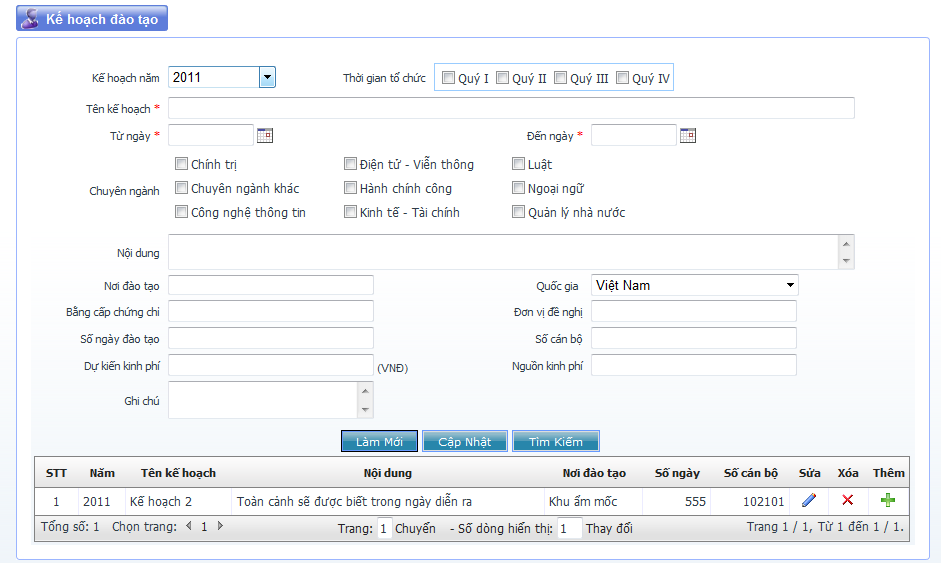 Kế hoạch đào tạo
Kế hoạch năm 2011 Thời gian tổ chức Quý I Quý II Quý III Quý IV
Tên kế hoạch *
Từ ngày * Đến ngày *
Chính trị Điện tử - Viễn thông Luật
Chuyên ngành Chuyên ngành khác Hành chính công Ngoại ngữ
Công nghệ thông tin Kinh tế - Tài chính Quản lý nhà nước
Nội dung
Nơi đào tạo Quốc gia Việt Nam
Bằng cấp chứng chỉ Đơn vị đề nghị
Số ngày đào tạo Số cán bộ
Dự kiến kinh phí (VNĐ) Nguồn kinh phí
Ghi chú
Làm Mới Cập Nhật Tìm Kiếm
STT Năm Tên kế hoạch Nội dung Nơi đào tạo Số ngày Số cán bộ Sửa Xóa Thêm
1 2011 Kế hoạch 2 Toàn cảnh sẽ được biết trong ngày diễn ra Khu ẩm mốc 555 102101
Tổng số: 1 Chọn trang: 1 Trang: 1 Chuyển - Số dòng hiển thị: 1 Thay đổi Trang 1 / 1, Từ 1 đến 1 / 1.